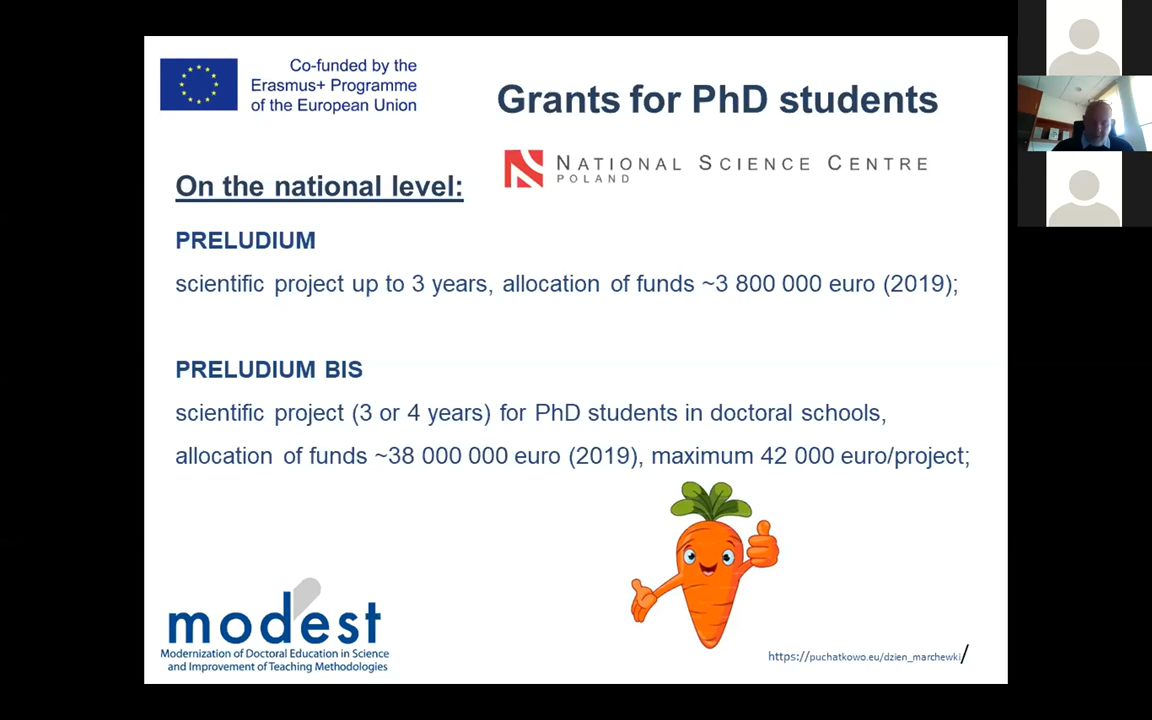 Co-funded by the
Erasmus+ Programme
of the European Union
Grants for PhD students
NATIONAL SCIENCE CENTRE
POLAND
On the national level:
PRELUDIUM
scientific project up to 3 years, allocation of funds ~3 800 000 euro (2019);
PRELUDIUM BIS
scientific project (3 or 4 years) for PhD students in doctoral schools,
allocation of funds ~38 000 000 euro (2019), maximum 42 000 euro/project;
modest
Modernization of Doctoral Education in Science
and Improvement of Teaching Methodologies
https://puchatkowo.eu/dzien_marchewki/